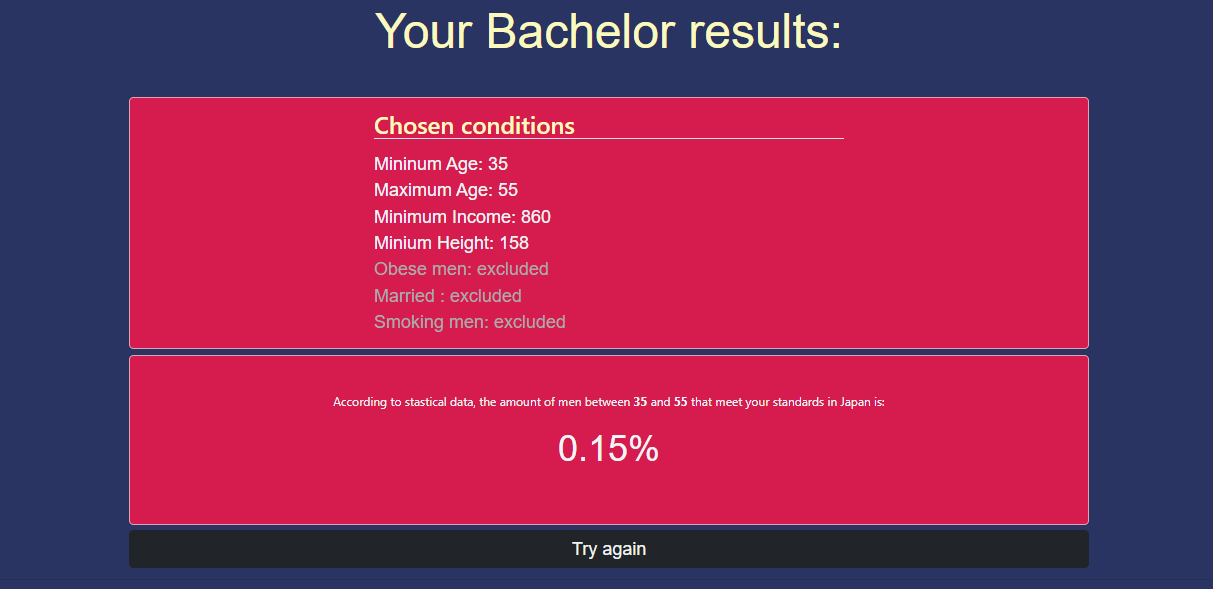 Your Bachelor results:
Chosen conditions
Mininum Age: 35
Maximum Age: 55
Minimum Income: 860
Minium Height: 158
Obese men: excluded
Married : excluded
Smoking men: excluded
According to stastical data, the amount of men between 35 and 55 that meet your standards in Japan is:
0.15%
Try again